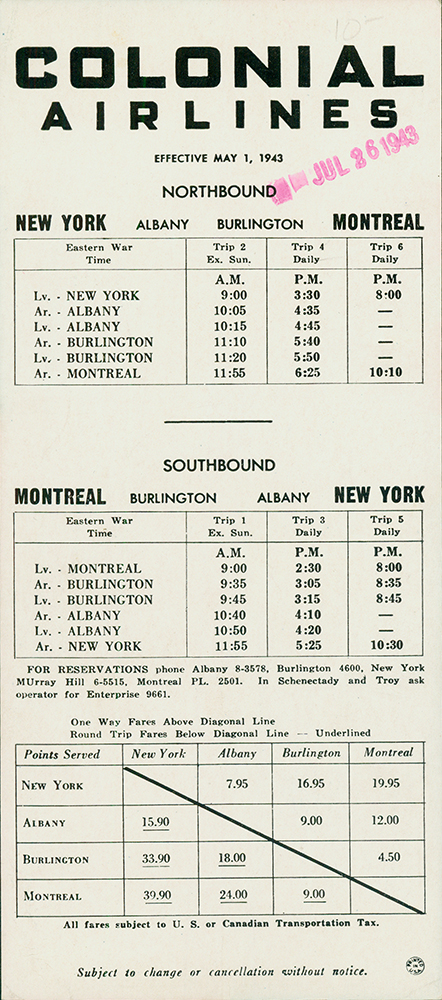 10-
COLONIAL
AIRLINES
EFFECTIVE MAY 1, 1943
JUL 26 1943
NORTHBOUND
NEW YORK ALBANY BURLINGTON MONTREAL
Eastern War Trip 2 Trip 4 Trip 6
Time Ex. Sun. Daily Daily
A.M. P.M. P.M.
Lv. - NEW YORK 9:00 3:30 8:00
Ar. - ALBANY 10:05 4:35 —
Lv. - ALBANY 10:15 4:45 —
Ar. - BURLINGTON 11:10 5:40 —
Lv. - BURLINGTON 11:20 5:50 —
Ar. - MONTREAL 11:55 6:25 10:10
SOUTHBOUND
MONTREAL BURLINGTON ALBANY NEW YORK
Eastern War Trip 1 Trip 3 Trip 5
Time Ex. Sun. Daily Daily
A.M. P.M. P.M.
Lv. - MONTREAL 9:00 2:30 8:00
Ar. - BURLINGTON 9:35 3:05 8:35
Lv. - BURLINGTON 9:45 3:15 8:45
Ar. - ALBANY 10:40 4:10 —
Lv. - ALBANY 10:50 4:20 —
Ar. - NEW YORK 11:55 5:25 10:30
FOR RESERVATIONS phone Albany 8-3578, Burlington 4600, New York
MUrray Hill 6-5515, Montreal PL. 2501. In Schenectady and Troy ask
operator for Enterprise 9661.
One Way Fares Above Diagonal Line
Round Trip Fares Below Diagonal Line -- Underlined
Points Served New York Albany Burlington Montreal
NEW YORK 7.95 16.95 19.95
ALBANY 15.90 9.00 12.00
BURLINGTON 33.90 18.00 4.50
MONTREAL 39.90 24.00 9.00
All fares subject to U. S. or Canadian Transportation Tax.
Subject to change or cancellation without notice.
PRINTED IN U.S.A.